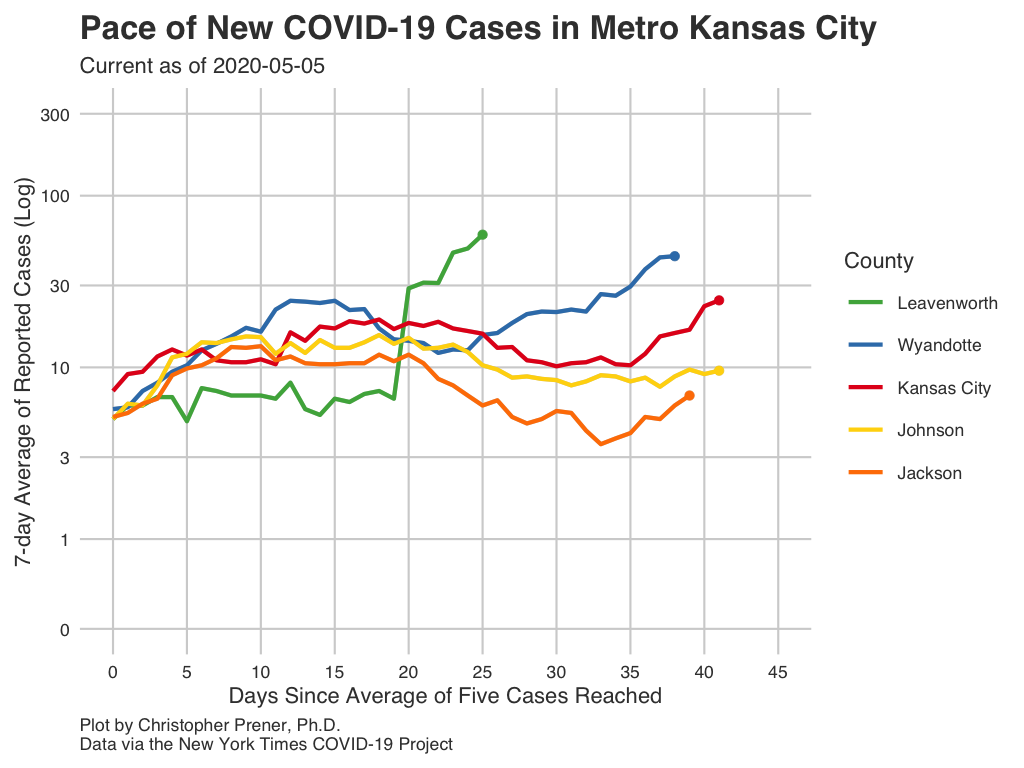 Pace of New COVID-19 Cases in Metro Kansas City
Current as of 2020-05-05
7-day Average of Reported Cases (Log)
300
100
30
10
3
1
0
0 5 10 15 20 25 30 35 40 45
Days Since Average of Five Cases Reached
County
Leavenworth
Wyandotte
Kansas City
Johnson
Jackson
Plot by Christopher Prener, Ph.D.
Data via the New York Times COVID-19 Project